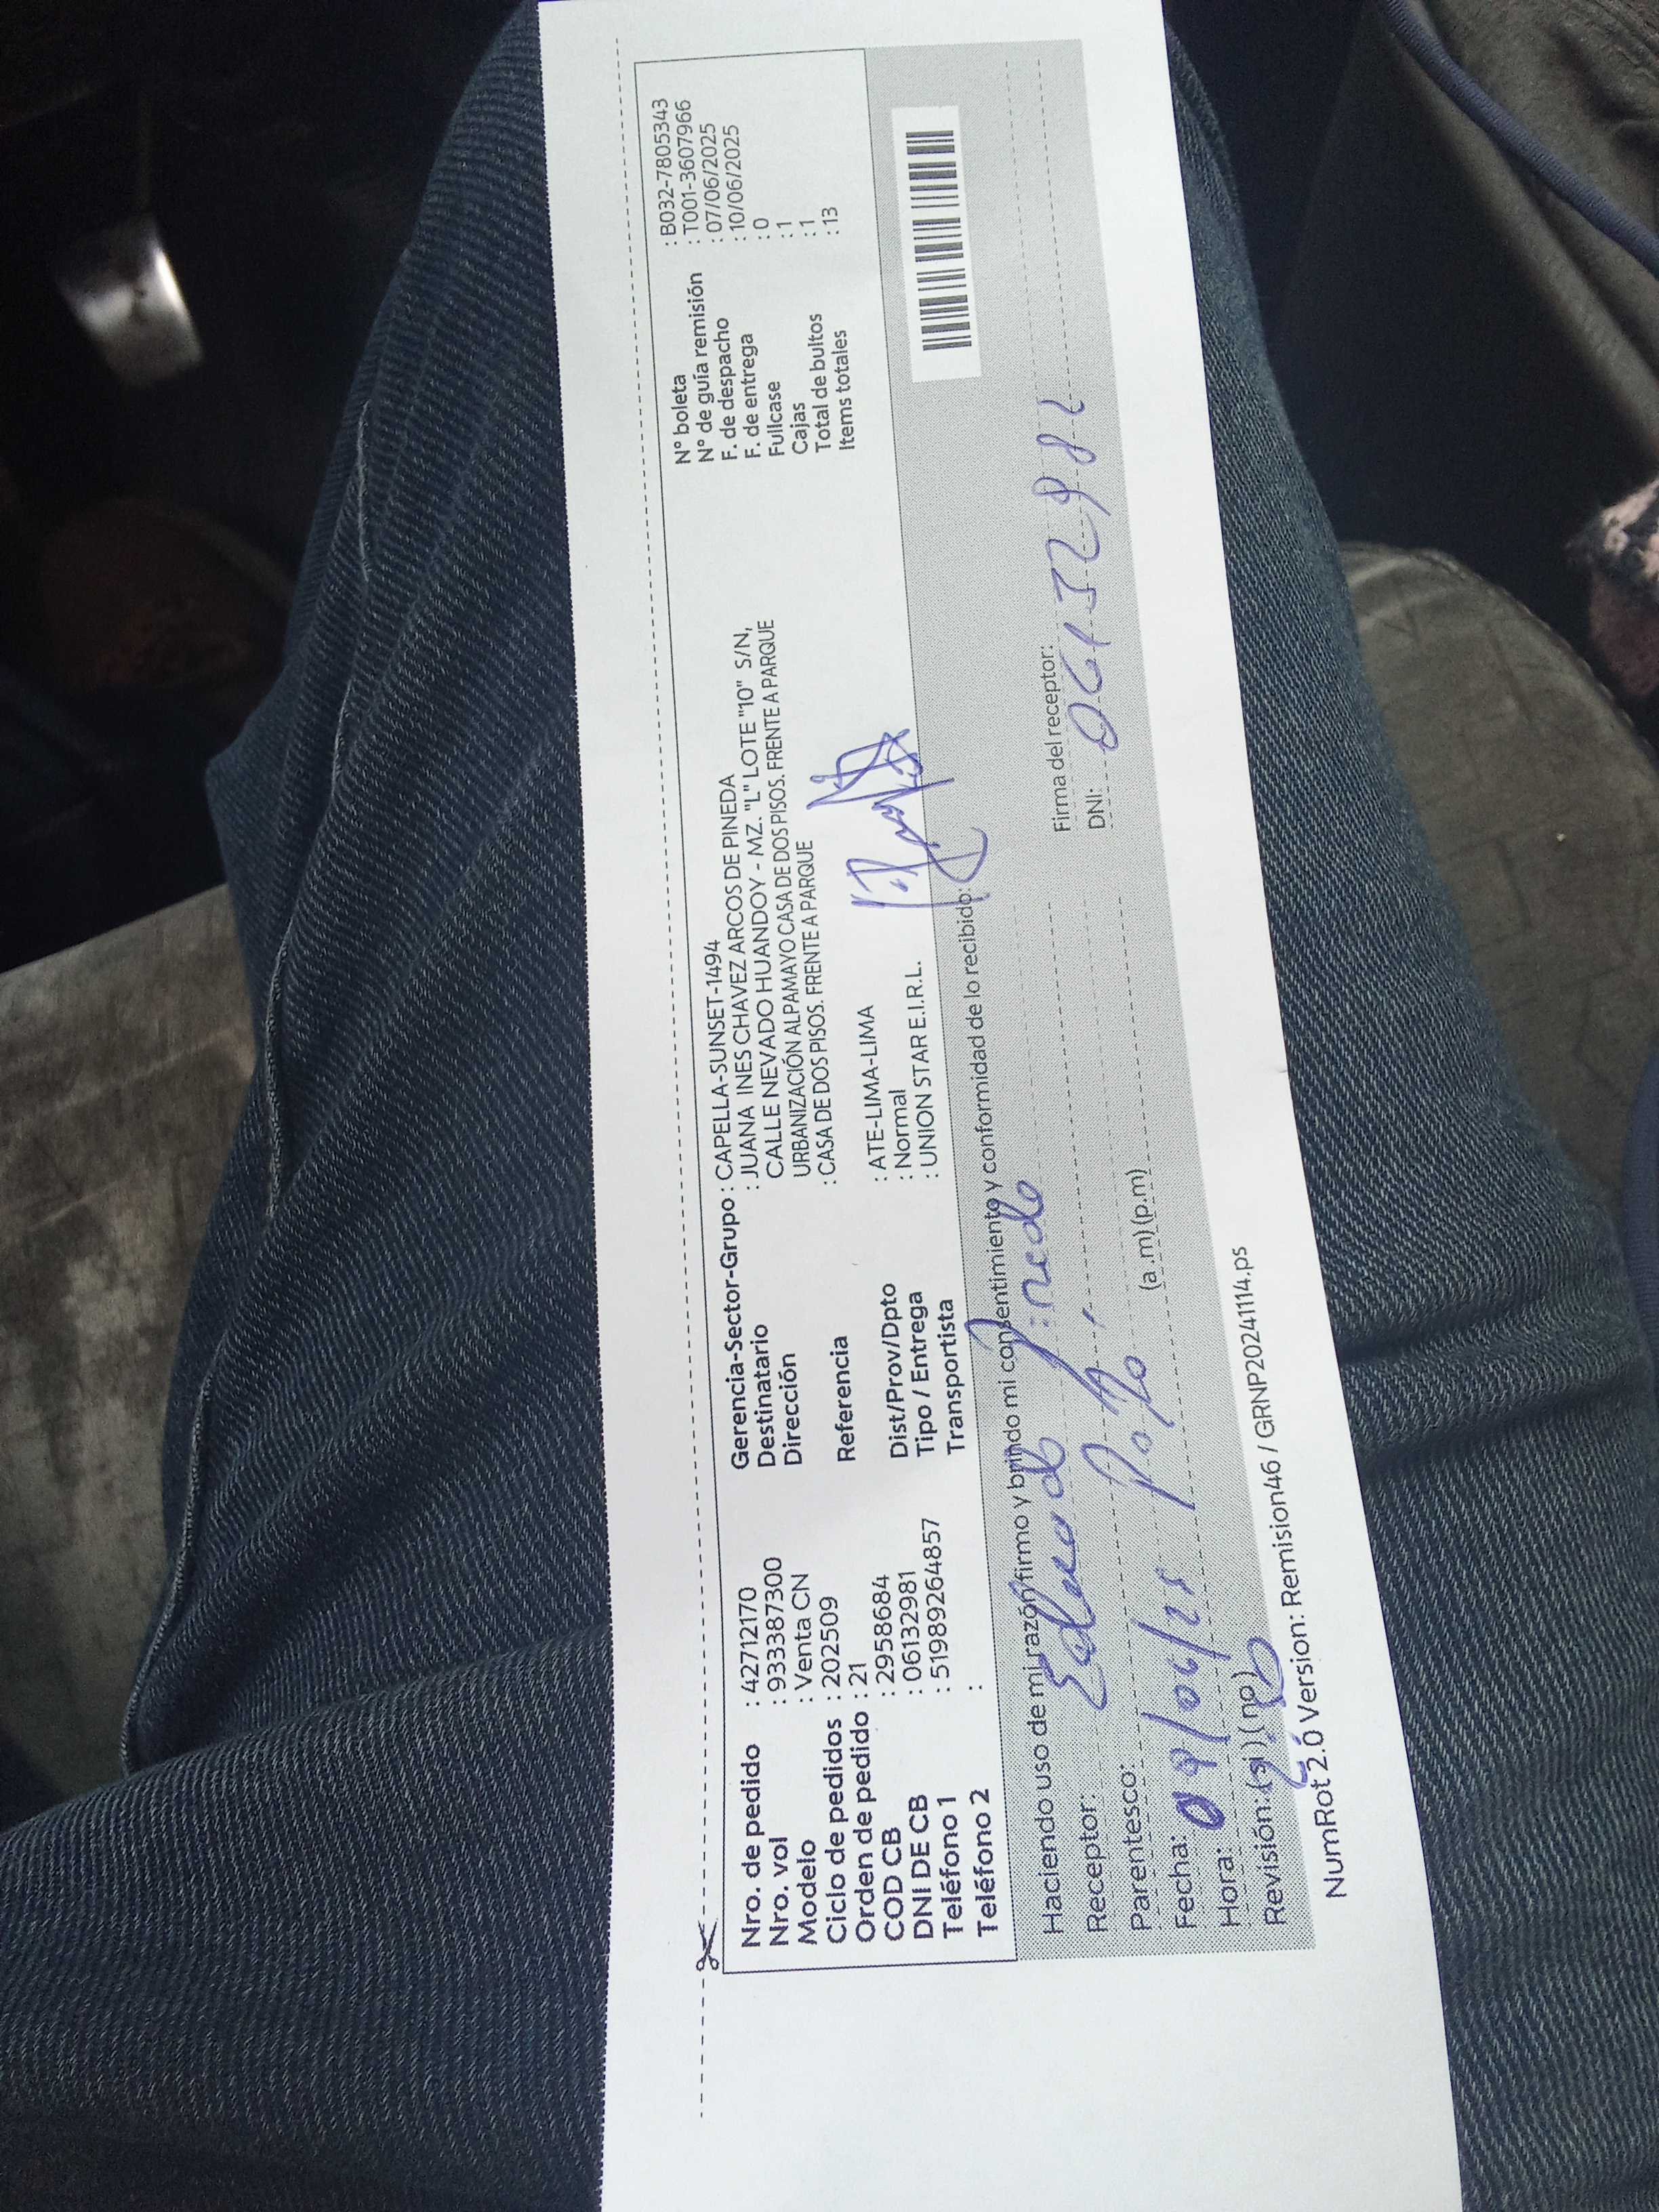 Nro. de pedido : 42712170
Nro. vol : 933387300
Modelo : Venta CN
Ciclo de pedidos : 202509
Orden de pedido : 21
COD CB : 2958684
DNI DE CB : 06132981
Teléfono 1 : 51989264857
Teléfono 2 :
Gerencia-Sector-Grupo : CAPELLA-SUNSET-1494
Destinatario : JUANA INES CHAVEZ ARCOS DE PINEDA
Dirección CALLE NEVADO HUANDOY - MZ. "L" LOTE "10" S/N,
URBANIZACIÓN ALPAMAYO CASA DE DOS PISOS. FRENTE A PARQUE
Referencia : CASA DE DOS PISOS. FRENTE A PARQUE
Dist/Prov/Dpto : ATE-LIMA-LIMA
Tipo / Entrega : Normal
Transportista : UNION STAR E.I.R.L.
N° boleta : B032-7805343
N° de guía remisión : T001-3607966
F. de despacho : 07/06/2025
F. de entrega : 10/06/2025
Fullcase : 0
Cajas : 1
Total de bultos : 1
Items totales : 13
Haciendo uso de mi razón firmo y brindo mi consentimiento y conformidad de lo recibido:
Receptor:
Parentesco:
Fecha: 09/06/25
Hora: (a .m) (p.m)
Revisión: (si) (no)
Firma del receptor:
DNI:
NumRot 2.0 Version: Remision46 / GRNP20241114.ps